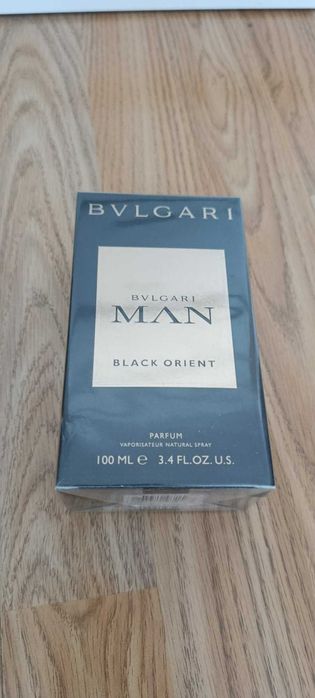 BVLGARI
BVLGARI
MAN
BLACK ORIENT
PARFUM
VAPORISATEUR NATURAL SPRAY
100 ML ℮ 3.4 FL.OZ. U.S.